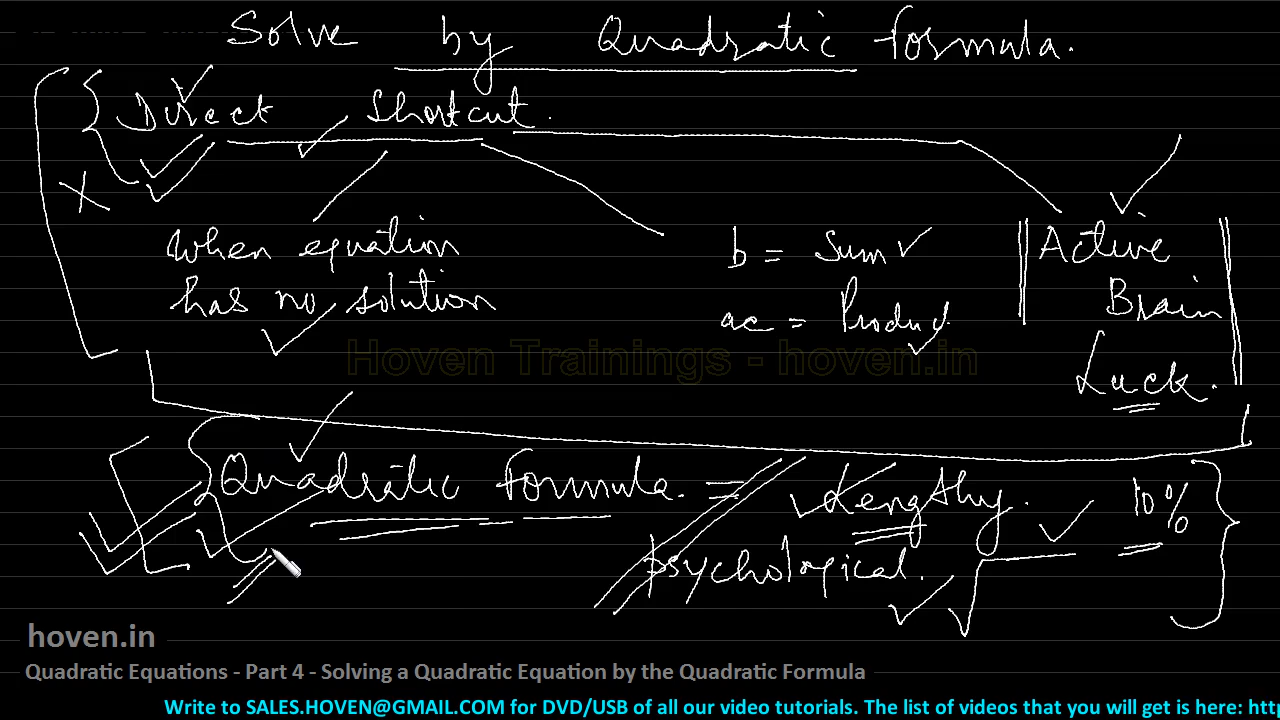 Solve by Quadratic formula.
Direct Shortcut.
When equation
has no solution
b = Sum
ac = Product
Active
Brain
Luck.
Hoven Trainings - hoven.in
Quadratic formula. = Lengthy. 10%
psychological.
hoven.in
Quadratic Equations - Part 4 - Solving a Quadratic Equation by the Quadratic Formula
Write to SALES.HOVEN@GMAIL.COM for DVD/USB of all our video tutorials. The list of videos that you will get is here: htt